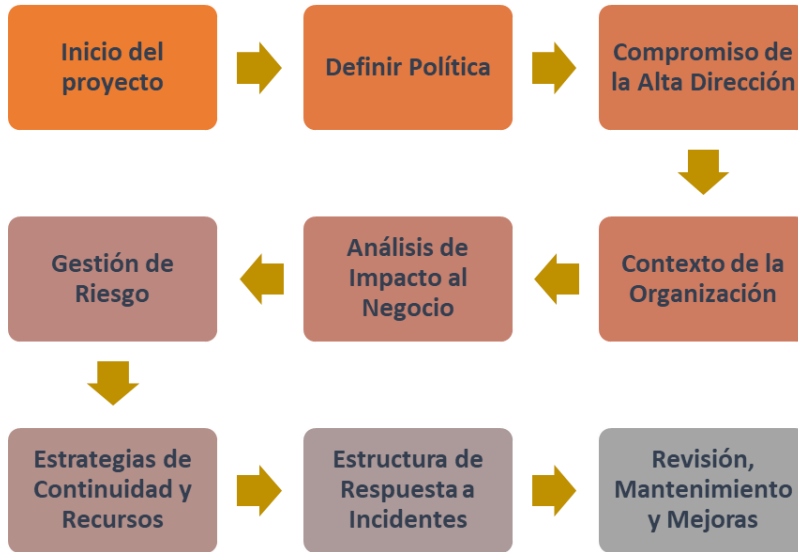 Inicio del
proyecto
Definir Política
Compromiso de
la Alta Dirección
Contexto de la
Organización
Análisis de
Impacto al
Negocio
Gestión de
Riesgo
Estrategias de
Continuidad y
Recursos
Estructura de
Respuesta a
Incidentes
Revisión,
Mantenimiento
y Mejoras